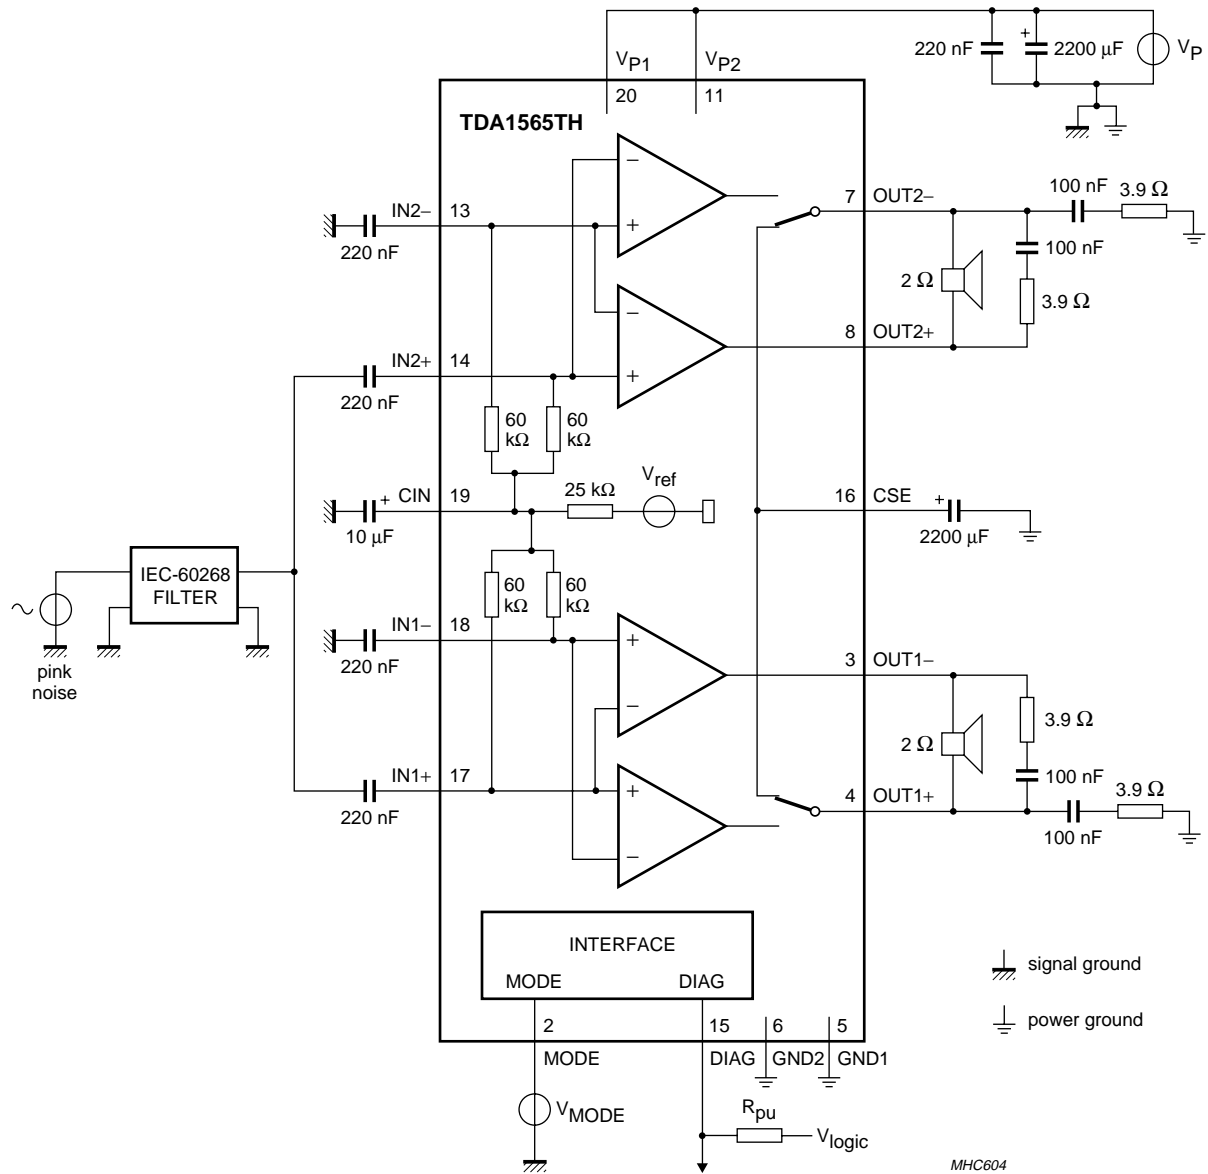 220 nF
2200 µF
+
VP
VP1
VP2
20
11
TDA1565TH
−
+
IN2−
13
220 nF
7
OUT2−
100 nF
3.9 Ω
100 nF
2 Ω
3.9 Ω
−
+
8
OUT2+
IN2+
14
220 nF
60
kΩ
60
kΩ
Vref
25 kΩ
+
CIN
19
10 µF
16
CSE
+
2200 µF
IEC-60268
FILTER
∼
pink
noise
60
kΩ
60
kΩ
IN1−
18
220 nF
+
−
3
OUT1−
3.9 Ω
2 Ω
100 nF
IN1+
17
220 nF
+
−
4
OUT1+
3.9 Ω
100 nF
INTERFACE
MODE
DIAG
signal ground
power ground
2
15
6
5
MODE
DIAG
GND2
GND1
VMODE
Rpu
Vlogic
MHC604